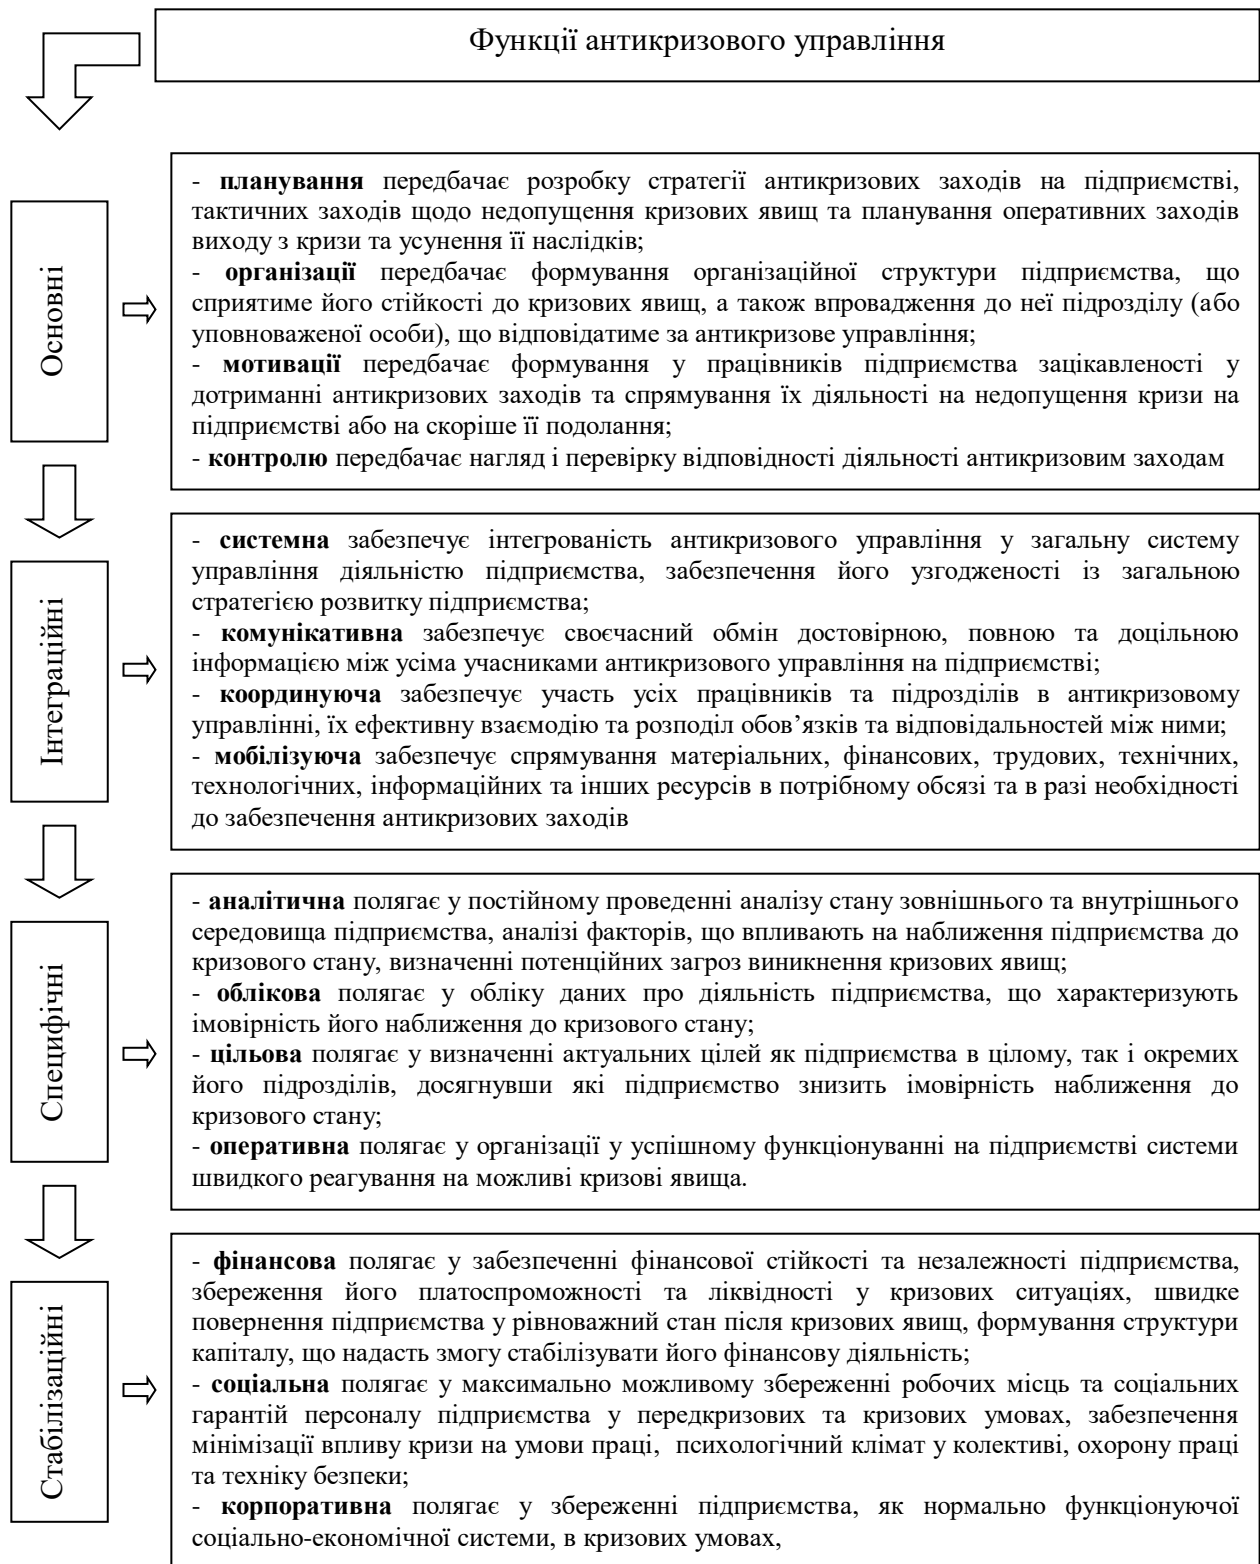 Функції антикризового управління
Основні
- планування передбачає розробку стратегії антикризових заходів на підприємстві,
тактичних заходів щодо недопущення кризових явищ та планування оперативних заходів
виходу з кризи та усунення її наслідків;
- організації передбачає формування організаційної структури підприємства, що
сприятиме його стійкості до кризових явищ, а також впровадження до неї підрозділу (або
уповноваженої особи), що відповідатиме за антикризове управління;
- мотивації передбачає формування у працівників підприємства зацікавленості у
дотриманні антикризових заходів та спрямування їх діяльності на недопущення кризи на
підприємстві або на скоріше її подолання;
- контролю передбачає нагляд і перевірку відповідності діяльності антикризовим заходам
Інтеграційні
- системна забезпечує інтегрованість антикризового управління у загальну систему
управління діяльністю підприємства, забезпечення його узгодженості із загальною
стратегією розвитку підприємства;
- комунікативна забезпечує своєчасний обмін достовірною, повною та доцільною
інформацією між усіма учасниками антикризового управління на підприємстві;
- координуюча забезпечує участь усіх працівників та підрозділів в антикризовому
управлінні, їх ефективну взаємодію та розподіл обов’язків та відповідальностей між ними;
- мобілізуюча забезпечує спрямування матеріальних, фінансових, трудових, технічних,
технологічних, інформаційних та інших ресурсів в потрібному обсязі та в разі необхідності
до забезпечення антикризових заходів
Специфічні
- аналітична полягає у постійному проведенні аналізу стану зовнішнього та внутрішнього
середовища підприємства, аналізі факторів, що впливають на наближення підприємства до
кризового стану, визначенні потенційних загроз виникнення кризових явищ;
- облікова полягає у обліку даних про діяльність підприємства, що характеризують
імовірність його наближення до кризового стану;
- цільова полягає у визначенні актуальних цілей як підприємства в цілому, так і окремих
його підрозділів, досягнувши які підприємство знизить імовірність наближення до
кризового стану;
- оперативна полягає у організації у успішному функціонуванні на підприємстві системи
швидкого реагування на можливі кризові явища.
Стабілізаційні
- фінансова полягає у забезпеченні фінансової стійкості та незалежності підприємства,
збереження його платоспроможності та ліквідності у кризових ситуаціях, швидке
повернення підприємства у рівноважний стан після кризових явищ, формування структури
капіталу, що надасть змогу стабілізувати його фінансову діяльність;
- соціальна полягає у максимально можливому збереженні робочих місць та соціальних
гарантій персоналу підприємства у передкризових та кризових умовах, забезпечення
мінімізації впливу кризи на умови праці, психологічний клімат у колективі, охорону праці
та техніку безпеки;
- корпоративна полягає у збереженні підприємства, як нормально функціонуючої
соціально-економічної системи, в кризових умовах,